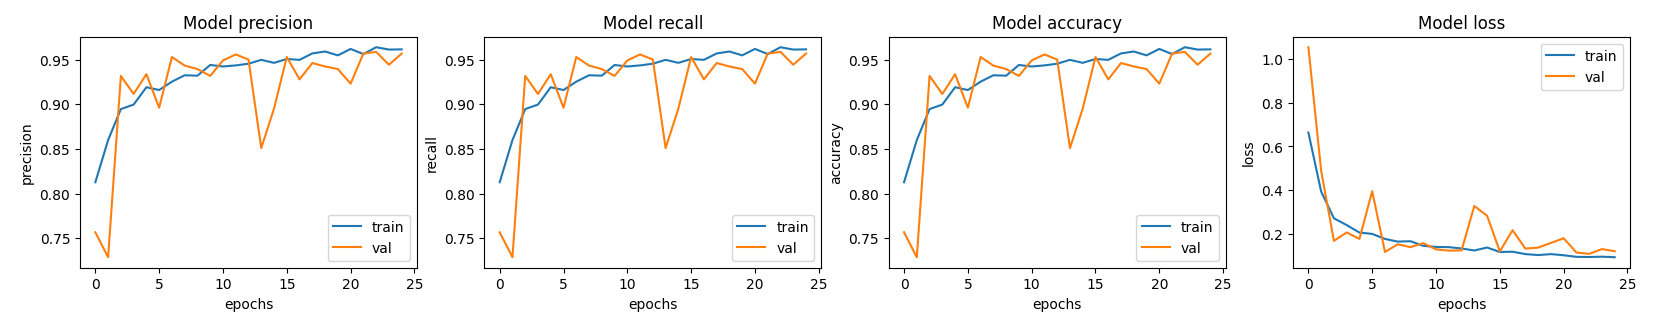 Model precision
precision
0.95
0.90
0.85
0.80
0.75
train
val
0 5 10 15 20 25
epochs
Model recall
recall
0.95
0.90
0.85
0.80
0.75
train
val
0 5 10 15 20 25
epochs
Model accuracy
accuracy
0.95
0.90
0.85
0.80
0.75
train
val
0 5 10 15 20 25
epochs
Model loss
loss
1.0
0.8
0.6
0.4
0.2
train
val
0 5 10 15 20 25
epochs